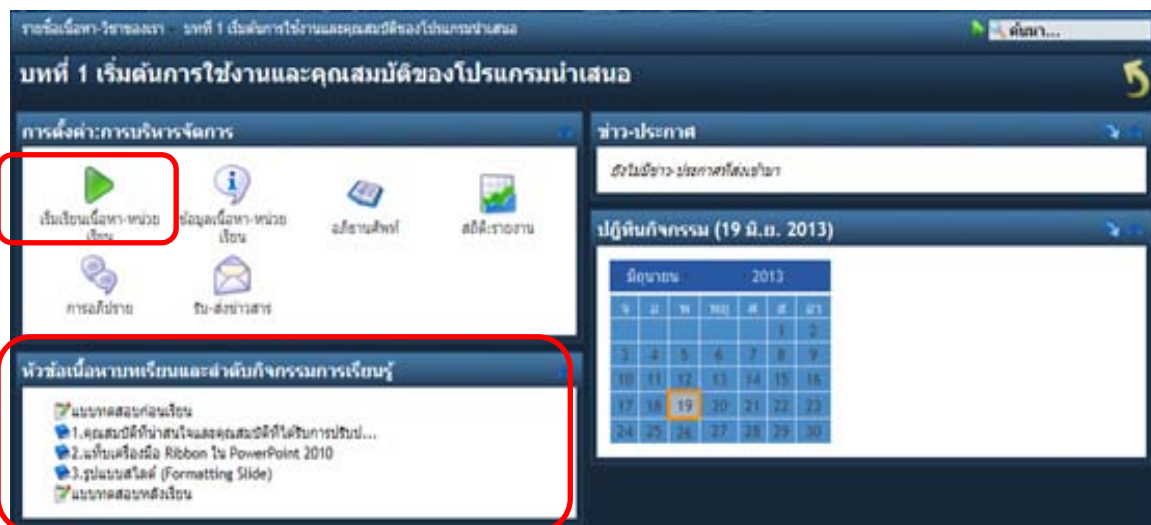 รายชื่อเนื้อหา-วิชาของเรา บทที่ 1 เริ่มต้นการใช้งานและคุณสมบัติของโปรแกรมนำเสนอ
ค้นหา...
บทที่ 1 เริ่มต้นการใช้งานและคุณสมบัติของโปรแกรมนำเสนอ
การตั้งค่า:การบริหารจัดการ
เริ่มเรียนเนื้อหา-หน่วย
เรียน
ข้อมูลเนื้อหา-หน่วย
เรียน
อภิธานศัพท์
สถิติ:รายงาน
การอภิปราย
รับ-ส่งข่าวสาร
หัวข้อเนื้อหาบทเรียนและลำดับกิจกรรมการเรียนรู้
แบบทดสอบก่อนเรียน
1.คุณสมบัติที่น่าสนใจและคุณสมบัติที่ได้รับการปรับป...
2.แท็บเครื่องมือ Ribbon ใน PowerPoint 2010
3.รูปแบบสไลด์ (Formatting Slide)
แบบทดสอบหลังเรียน
ข่าว-ประกาศ
ยังไม่มีข่าว-ประกาศที่ส่งเข้ามา
ปฏิทินกิจกรรม (19 มิ.ย. 2013)
มิถุนายน 2013
จ อ พ พฤ ศ ส อา
1 2
3 4 5 6 7 8 9
10 11 12 13 14 15 16
17 18 19 20 21 22 23
24 25 26 27 28 29 30